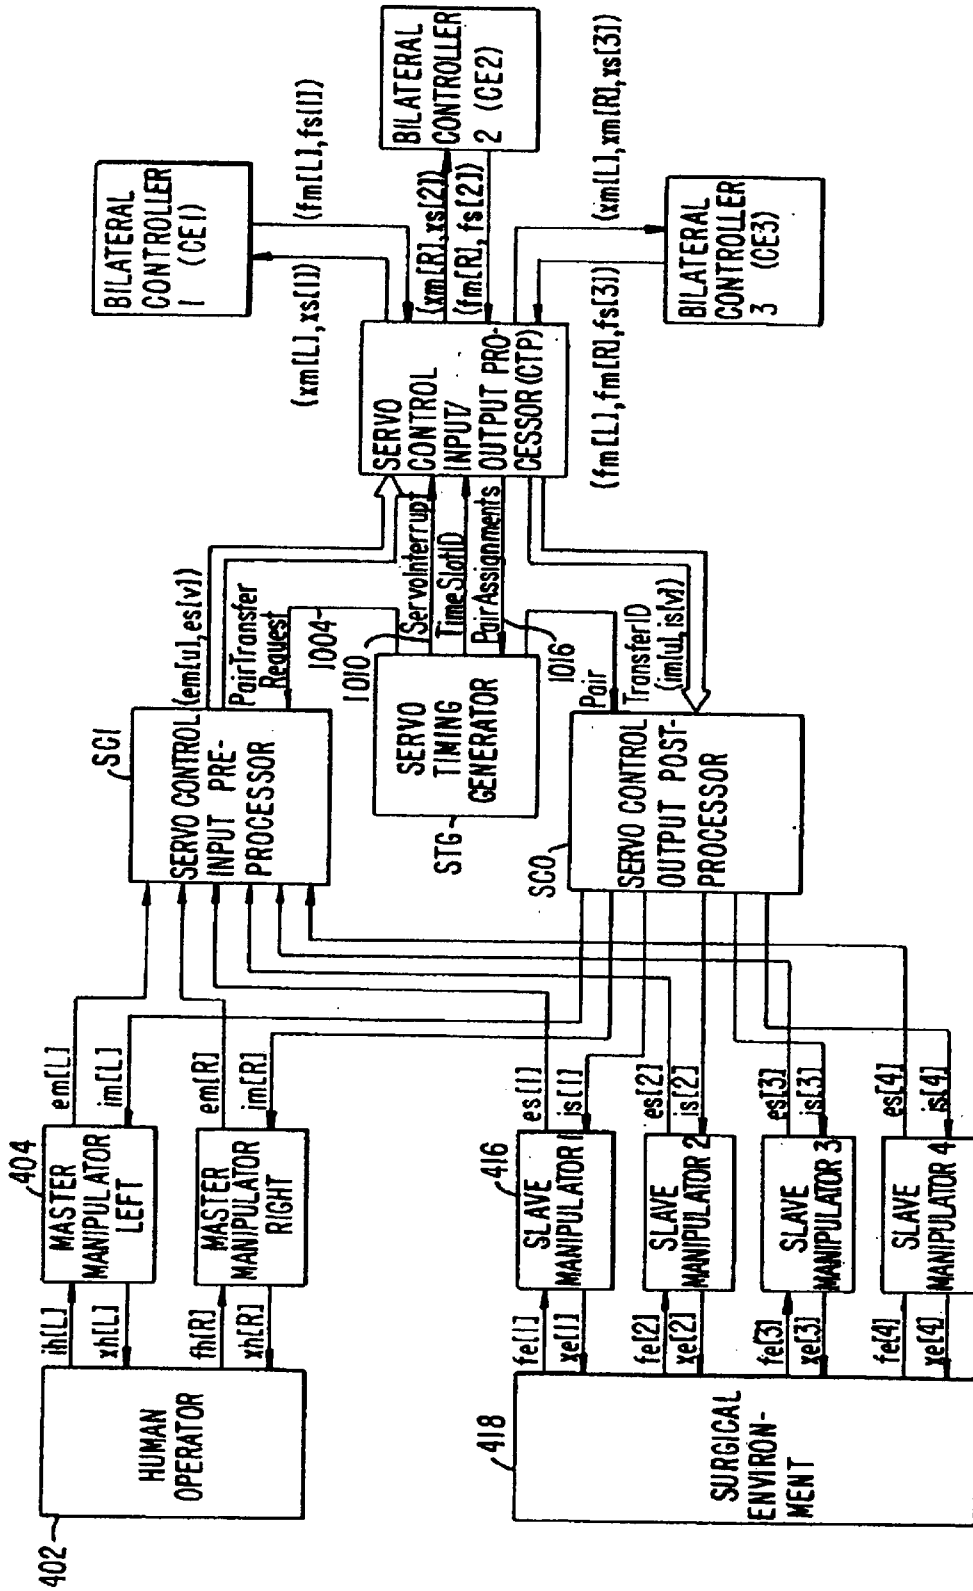 402
HUMAN
OPERATOR
ih[L]
xh[L]
fh[R]
xh[R]
404
MASTER
MANIPULATOR
LEFT
MASTER
MANIPULATOR
RIGHT
em[L]
im[L]
em[R]
im[R]
418
SURGICAL
ENVIRON-
MENT
fe[1]
xe[1]
fe[2]
xe[2]
fe[3]
xe[3]
fe[4]
xe[4]
416
SLAVE
MANIPULATOR 1
SLAVE
MANIPULATOR 2
SLAVE
MANIPULATOR 3
SLAVE
MANIPULATOR 4
es[1]
is[1]
es[2]
is[2]
es[3]
is[3]
es[4]
is[4]
SCI
SERVO CONTROL
INPUT PRE-
PROCESSOR
(em[u],es[v])
PairTransfer
Request
1004
1010
ServoInterrupt
TimeSlotID
PairAssignments
1016
STG
SERVO
TIMING
GENERATOR
Pair
TransferID
(im[u],is[v])
SCO
SERVO CONTROL
OUTPUT POST-
PROCESSOR
SERVO
CONTROL
INPUT/
OUTPUT PRO-
CESSOR(CTP)
BILATERAL
CONTROLLER
1 (CE1)
(xm[L],xs[1])
(fm[L],fs[1])
BILATERAL
CONTROLLER
2 (CE2)
(xm[R],xs[2])
(fm[R],fs[2])
(fm[L],fm[R],fs[3])
(xm[L],xm[R],xs[3])
BILATERAL
CONTROLLER
3 (CE3)